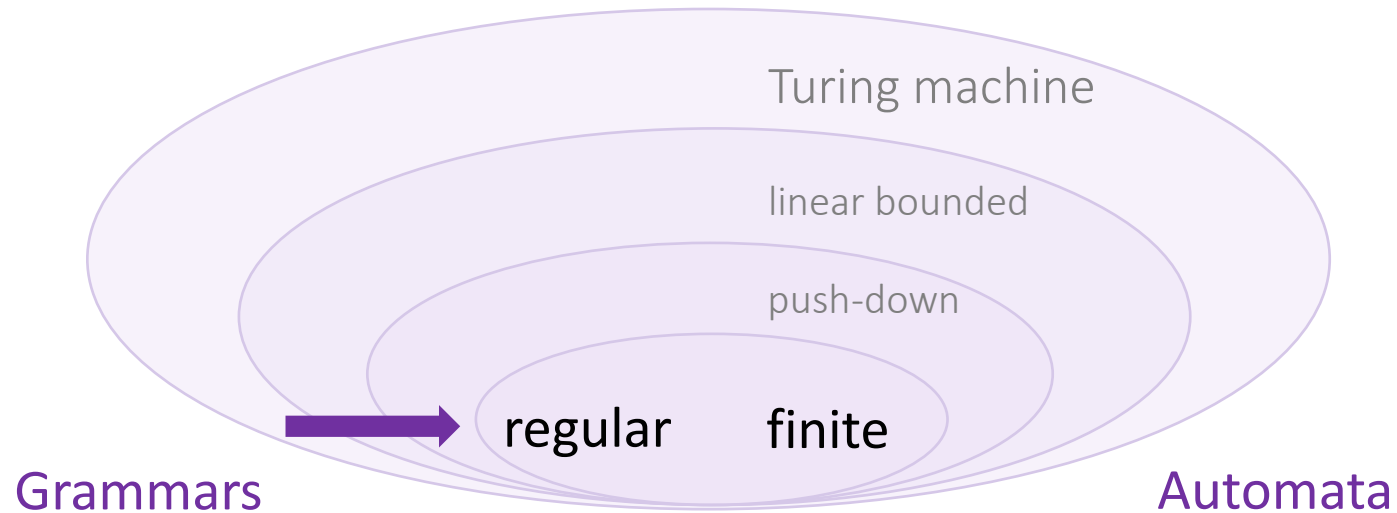 Turing machine
linear bounded
push-down
regular finite
Grammars Automata